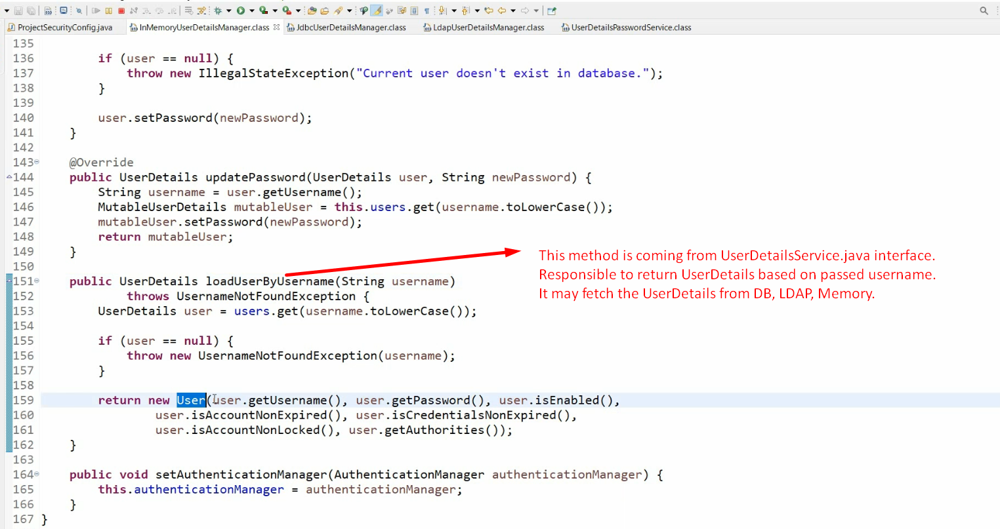 ProjectSecurityConfig.java InMemoryUserDetailsManager.class JdbcUserDetailsManager.class LdapUserDetailsManager.class UserDetailsPasswordService.class
135
136 if (user == null) {
137 throw new IllegalStateException("Current user doesn't exist in database.");
138 }
139
140 user.setPassword(newPassword);
141 }
142
143 @Override
144 public UserDetails updatePassword(UserDetails user, String newPassword) {
145 String username = user.getUsername();
146 MutableUserDetails mutableUser = this.users.get(username.toLowerCase());
147 mutableUser.setPassword(newPassword);
148 return mutableUser;
149 }
This method is coming from UserDetailsService.java interface.
Responsible to return UserDetails based on passed username.
It may fetch the UserDetails from DB, LDAP, Memory.
150
151 public UserDetails loadUserByUsername(String username)
152 throws UsernameNotFoundException {
153 UserDetails user = users.get(username.toLowerCase());
154
155 if (user == null) {
156 throw new UsernameNotFoundException(username);
157 }
158
159 return new User(user.getUsername(), user.getPassword(), user.isEnabled(),
160 user.isAccountNonExpired(), user.isCredentialsNonExpired(),
161 user.isAccountNonLocked(), user.getAuthorities());
162 }
163
164 public void setAuthenticationManager(AuthenticationManager authenticationManager) {
165 this.authenticationManager = authenticationManager;
166 }
167 }